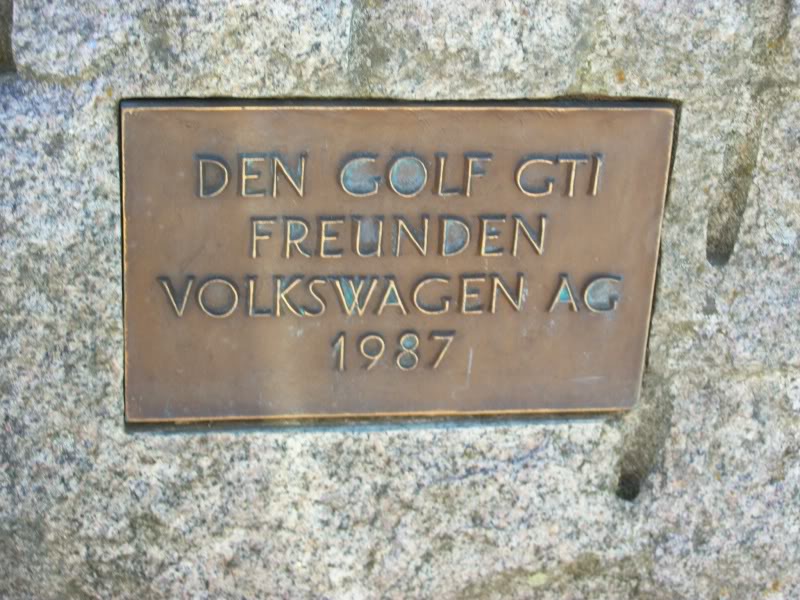 DEN GOLF GTI
FREUNDEN
VOLKSWAGEN AG
1987